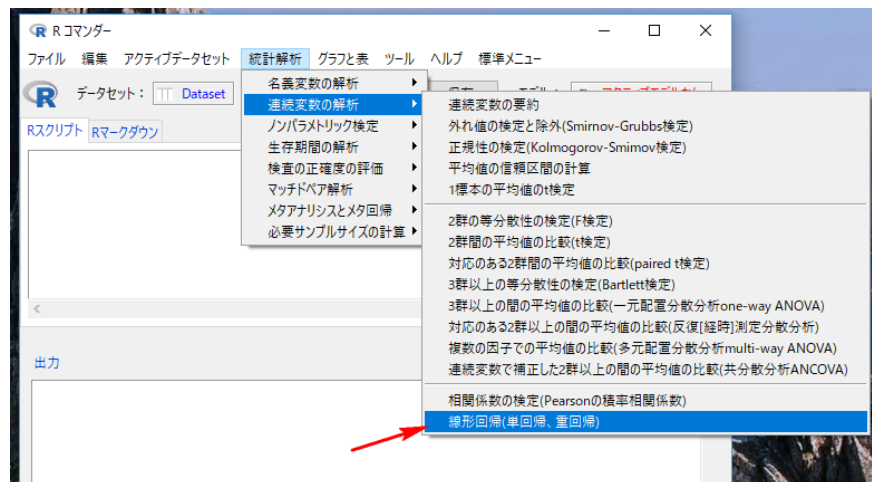 R コマンダー
ファイル 編集 アクティブデータセット 統計解析 グラフと表 ツール ヘルプ 標準メニュー
データセット: Dataset
Rスクリプト Rマークダウン
名義変数の解析
連続変数の解析
ノンパラメトリック検定
生存期間の解析
検査の正確度の評価
マッチドペア解析
メタアナリシスとメタ回帰
必要サンプルサイズの計算
連続変数の要約
外れ値の検定と除外(Smirnov-Grubbs検定)
正規性の検定(Kolmogorov-Smirnov検定)
平均値の信頼区間の計算
1標本の平均値のt検定
2群の等分散性の検定(F検定)
2群間の平均値の比較(t検定)
対応のある2群間の平均値の比較(paired t検定)
3群以上の等分散性の検定(Bartlett検定)
3群以上の間の平均値の比較(一元配置分散分析one-way ANOVA)
対応のある2群以上の間の平均値の比較(反復[経時]測定分散分析)
複数の因子での平均値の比較(多元配置分散分析multi-way ANOVA)
連続変数で補正した2群以上の間の平均値の比較(共分散分析ANCOVA)
相関係数の検定(Pearsonの積率相関係数)
線形回帰(単回帰、重回帰)
出力